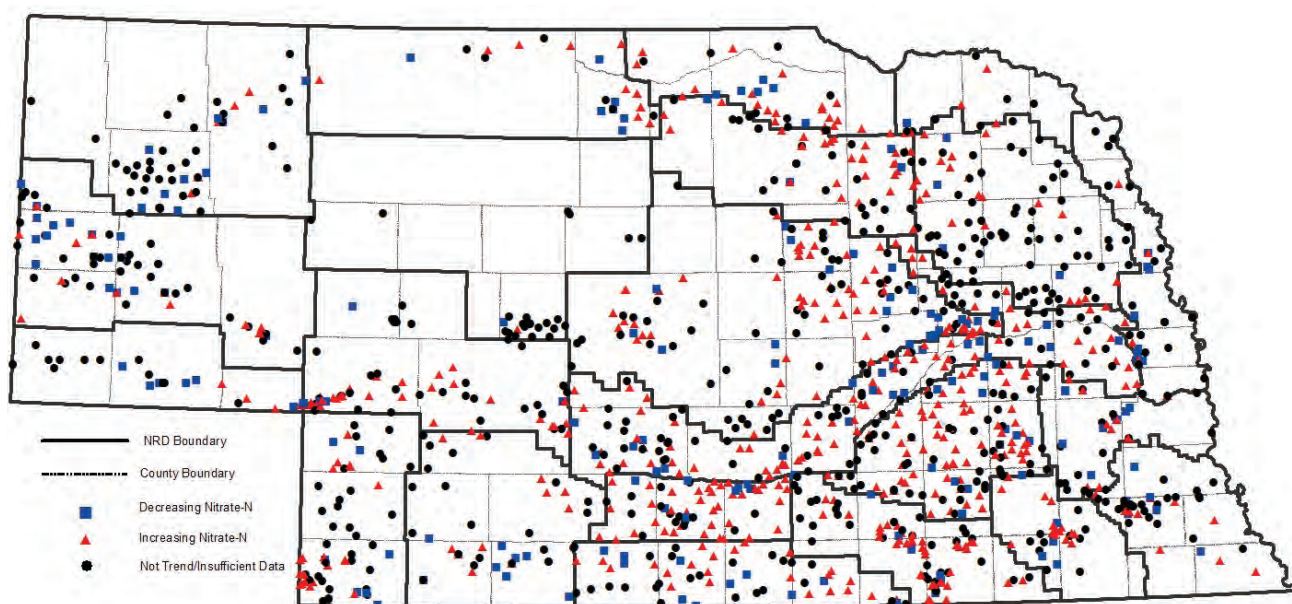 NRD Boundary
County Boundary
Decreasing Nitrate-N
Increasing Nitrate-N
Not Trend/Insufficient Data